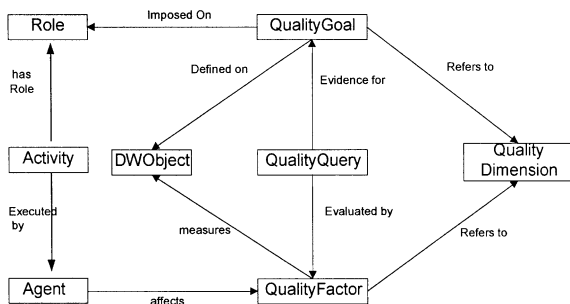 Imposed On
Role
QualityGoal
has
Role
Defined on
Evidence for
Refers to
Activity
DWObject
QualityQuery
Quality
Dimension
Executed
by
measures
Evaluated by
Refers to
Agent
affects
QualityFactor